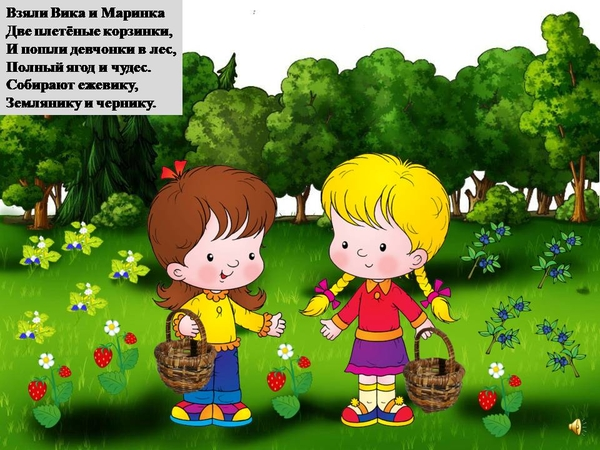 Взяли Вика и Маринка
Две плетёные корзинки,
И пошли девчонки в лес,
Полный ягод и чудес.
Собирают ежевику,
Землянику и чернику.